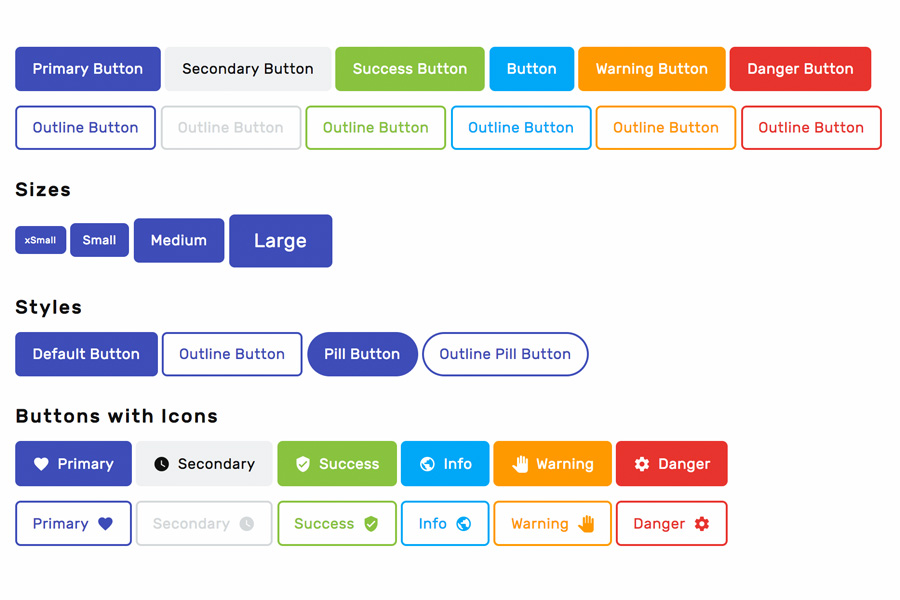 Primary Button Secondary Button Success Button Button Warning Button Danger Button
Outline Button Outline Button Outline Button Outline Button Outline Button Outline Button
Sizes
xSmall Small Medium Large
Styles
Default Button Outline Button Pill Button Outline Pill Button
Buttons with Icons
Primary Secondary Success Info Warning Danger
Primary Secondary Success Info Warning Danger